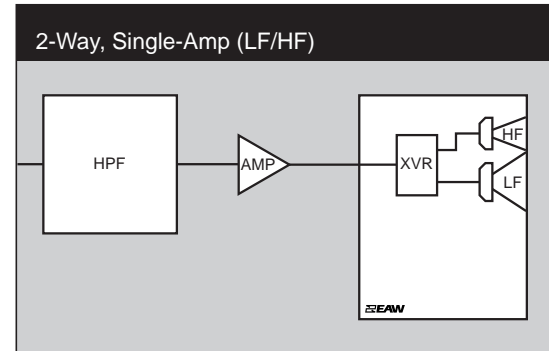 2-Way, Single-Amp (LF/HF)
HPF
AMP
XVR
HF
LF
EAW